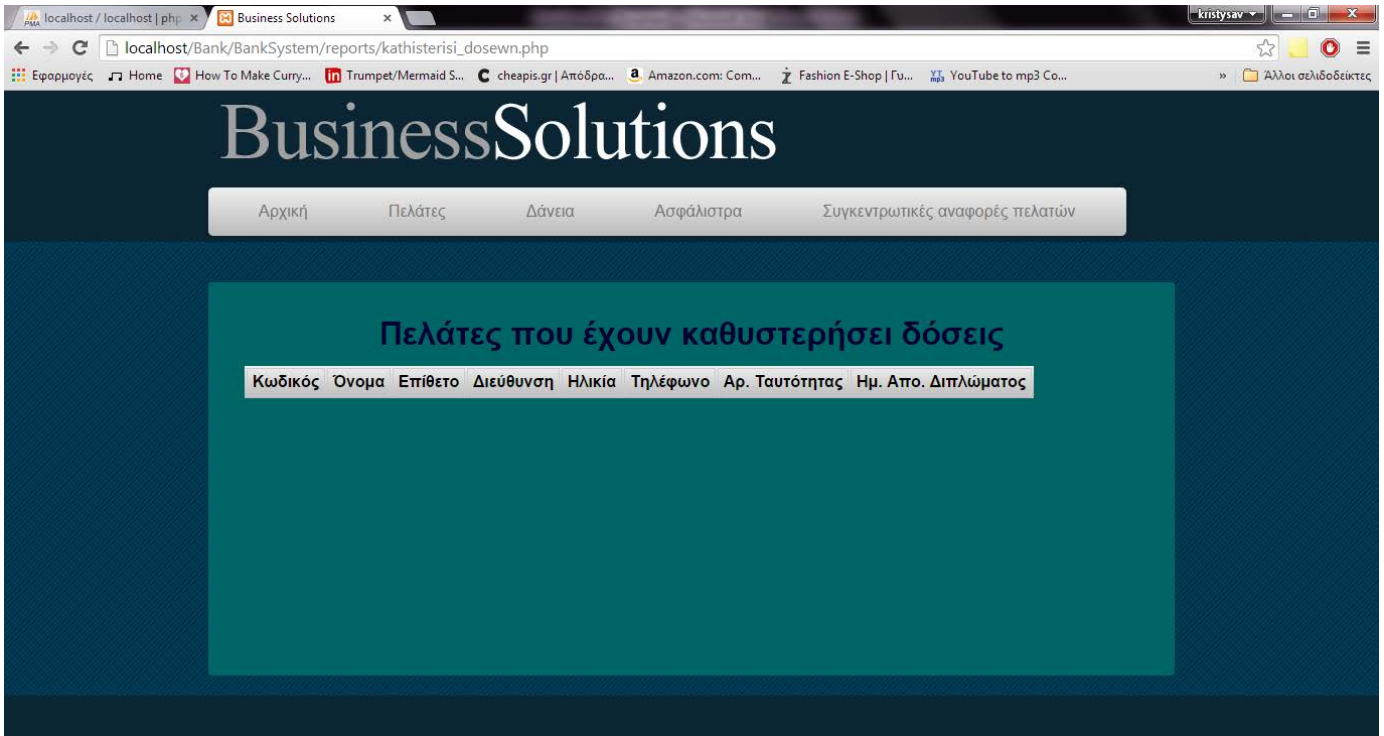 localhost / localhost | php
Business Solutions
kristysav
localhost/Bank/BankSystem/reports/kathisterisi_dosewn.php
Εφαρμογές Home How To Make Curry... Trumpet/Mermaid S... cheapis.gr | Απόδρα... Amazon.com: Com... Fashion E-Shop | Γυ... YouTube to mp3 Co... » Άλλοι σελιδοδείκτες
BusinessSolutions
Αρχική Πελάτες Δάνεια Ασφάλιστρα Συγκεντρωτικές αναφορές πελατών
Πελάτες που έχουν καθυστερήσει δόσεις
Κωδικός Όνομα Επίθετο Διεύθυνση Ηλικία Τηλέφωνο Αρ. Ταυτότητας Ημ. Απο. Διπλώματος